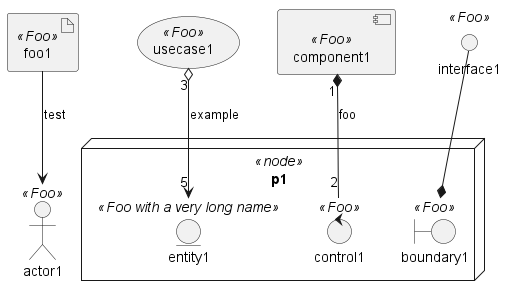 «Foo»
foo1
«Foo»
usecase1
«Foo»
component1
«Foo»
interface1
3
1
test
example
foo
«node»
p1
5
2
«Foo»
actor1
«Foo with a very long name»
entity1
«Foo»
control1
«Foo»
boundary1